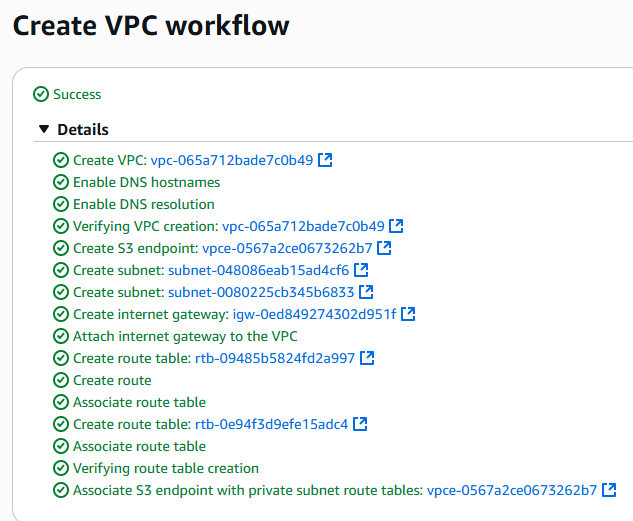 Create VPC workflow
Success
Details
Create VPC: vpc-065a712bade7c0b49
Enable DNS hostnames
Enable DNS resolution
Verifying VPC creation: vpc-065a712bade7c0b49
Create S3 endpoint: vpce-0567a2ce0673262b7
Create subnet: subnet-048086eab15ad4cf6
Create subnet: subnet-0080225cb345b6833
Create internet gateway: igw-0ed849274302d951f
Attach internet gateway to the VPC
Create route table: rtb-09485b5824fd2a997
Create route
Associate route table
Create route table: rtb-0e94f3d9efe15adc4
Associate route table
Verifying route table creation
Associate S3 endpoint with private subnet route tables: vpce-0567a2ce0673262b7